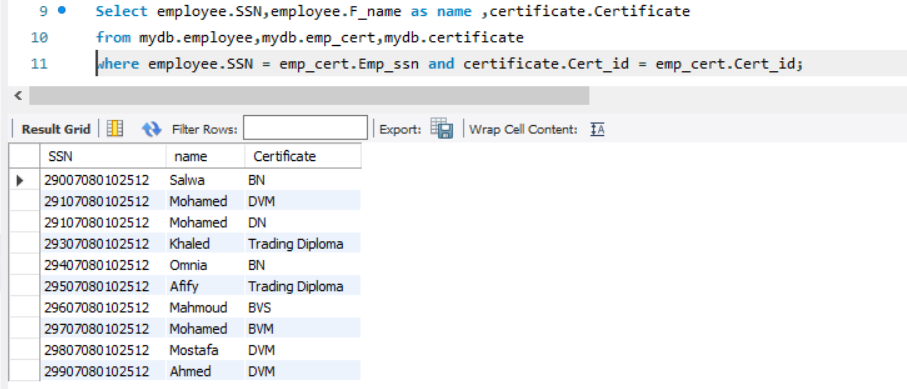 9 Select employee.SSN,employee.F_name as name ,certificate.Certificate
10 from mydb.employee,mydb.emp_cert,mydb.certificate
11 where employee.SSN = emp_cert.Emp_ssn and certificate.Cert_id = emp_cert.Cert_id;
Result Grid Filter Rows: Export: Wrap Cell Content: IA
SSN name Certificate
29007080102512 Salwa BN
29107080102512 Mohamed DVM
29107080102512 Mohamed DN
29307080102512 Khaled Trading Diploma
29407080102512 Omnia BN
29507080102512 Afify Trading Diploma
29607080102512 Mahmoud BVS
29707080102512 Mohamed BVM
29807080102512 Mostafa DVM
29907080102512 Ahmed DVM